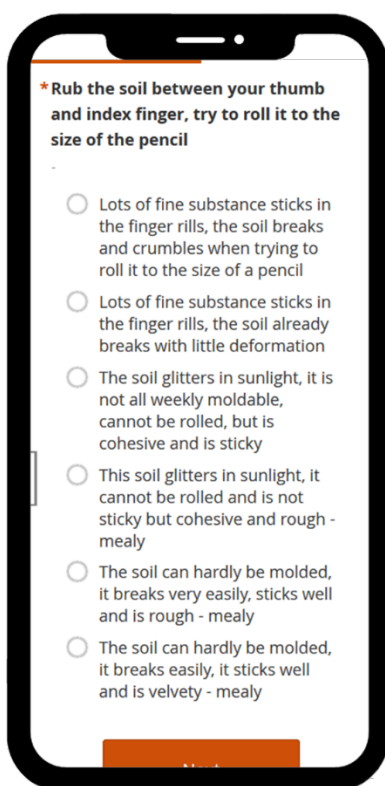 * Rub the soil between your thumb
and index finger, try to roll it to the
size of the pencil
-
Lots of fine substance sticks in
the finger rills, the soil breaks
and crumbles when trying to
roll it to the size of a pencil
Lots of fine substance sticks in
the finger rills, the soil already
breaks with little deformation
The soil glitters in sunlight, it is
not all weekly moldable,
cannot be rolled, but is
cohesive and is sticky
This soil glitters in sunlight, it
cannot be rolled and is not
sticky but cohesive and rough -
mealy
The soil can hardly be molded,
it breaks very easily, sticks well
and is rough - mealy
The soil can hardly be molded,
it breaks easily, it sticks well
and is velvety - mealy